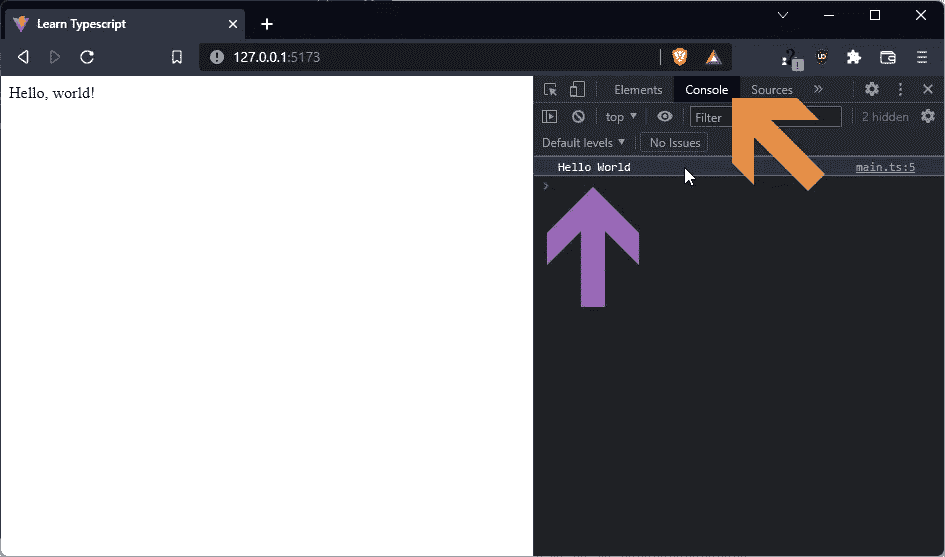 Learn Typescript
127.0.0.1:5173
Hello, world!
Elements Console Sources »
top Filter 2 hidden
Default levels No Issues
Hello World main.ts:5